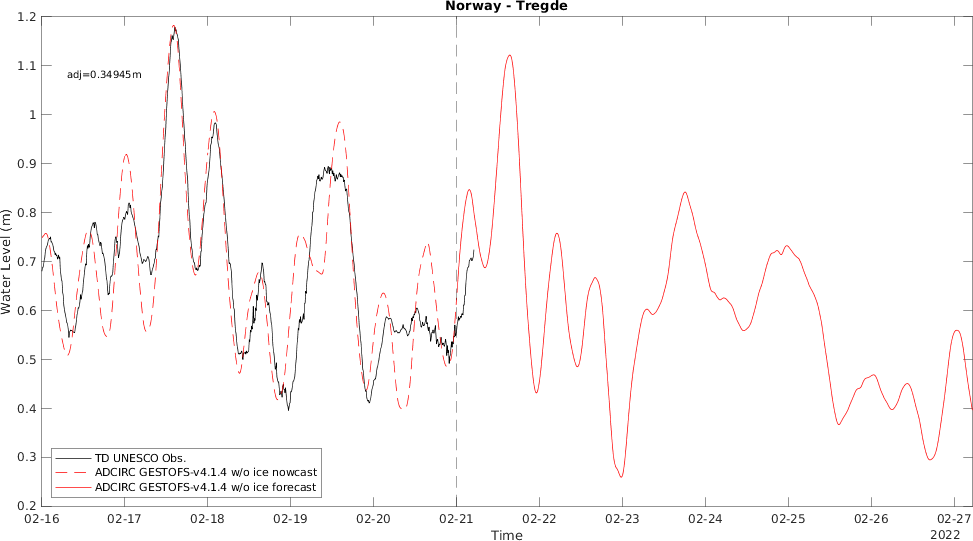 Norway - Tregde
1.2
1.1
1
0.9
0.8
0.7
0.6
0.5
0.4
0.3
0.2
Water Level (m)
adj=0.34945m
TD UNESCO Obs.
ADCIRC GESTOFS-v4.1.4 w/o ice nowcast
ADCIRC GESTOFS-v4.1.4 w/o ice forecast
02-16 02-17 02-18 02-19 02-20 02-21 02-22 02-23 02-24 02-25 02-26 02-27
Time
2022